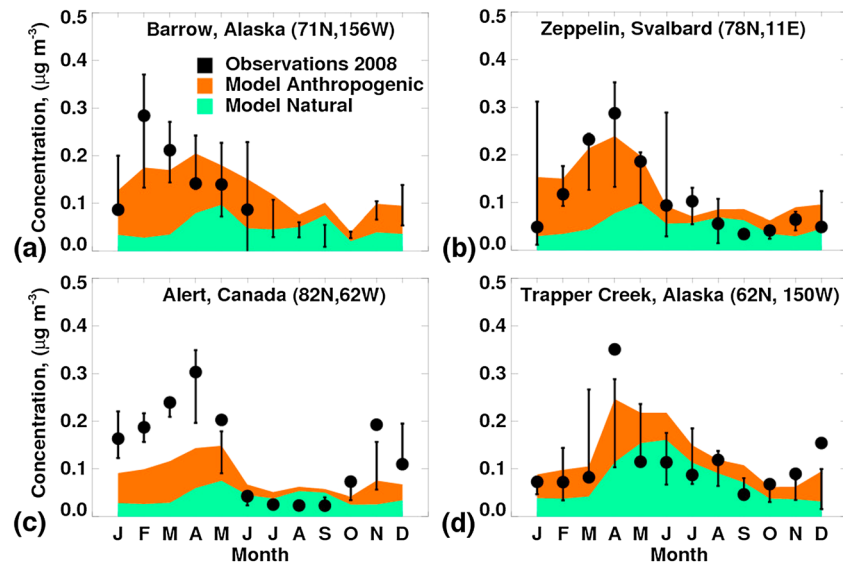 Barrow, Alaska (71N,156W)
Observations 2008
Model Anthropogenic
Model Natural
Concentration, (µg m-3)
0.5
0.4
0.3
0.2
0.1
0.0
(a)
Zeppelin, Svalbard (78N,11E)
0.5
0.4
0.3
0.2
0.1
0.0
(b)
Alert, Canada (82N,62W)
Concentration, (µg m-3)
0.5
0.4
0.3
0.2
0.1
0.0
(c)
J F M A M J J A S O N D
Month
Trapper Creek, Alaska (62N, 150W)
0.5
0.4
0.3
0.2
0.1
0.0
(d)
J F M A M J J A S O N D
Month